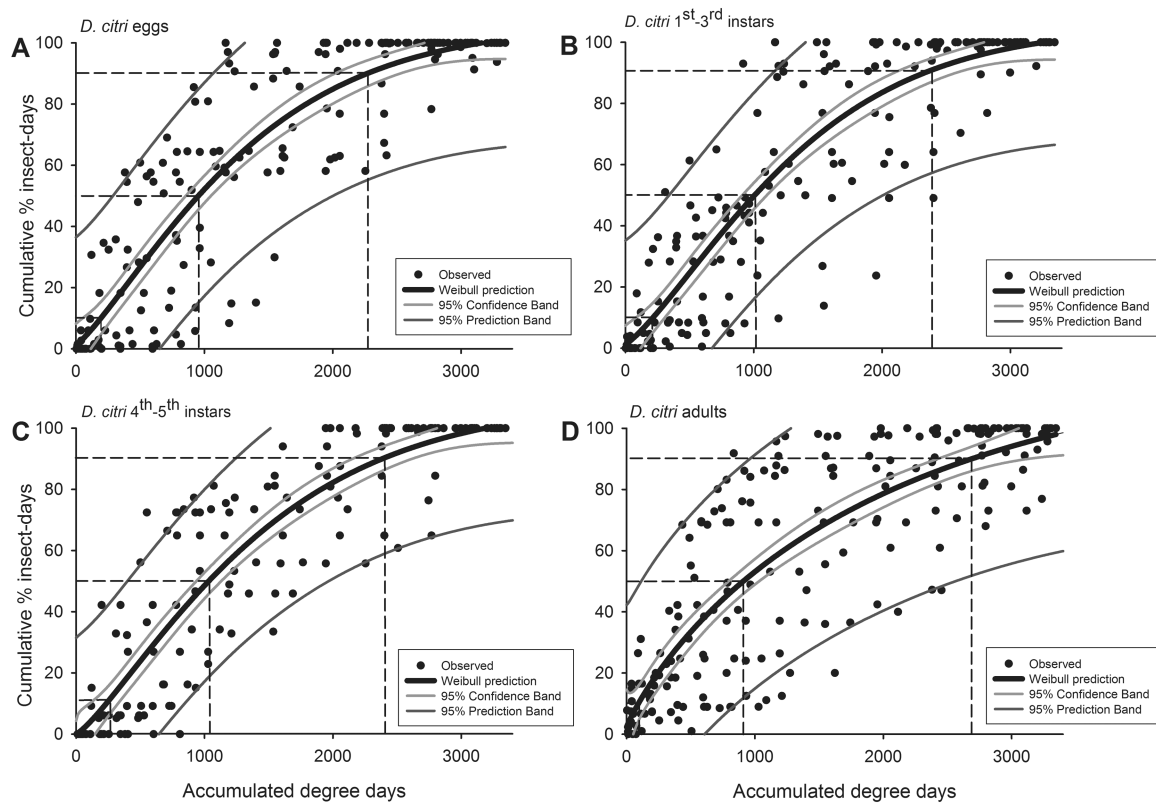 A
D. citri eggs
Cumulative % insect-days
100
80
60
40
20
0
0 1000 2000 3000
Observed
Weibull prediction
95% Confidence Band
95% Prediction Band
B
D. citri 1st-3rd instars
100
80
60
40
20
0
0 1000 2000 3000
Observed
Weibull prediction
95% Confidence Band
95% Prediction Band
C
D. citri 4th-5th instars
Cumulative % insect-days
100
80
60
40
20
0
0 1000 2000 3000
Accumulated degree days
Observed
Weibull prediction
95% Confidence Band
95% Prediction Band
D
D. citri adults
100
80
60
40
20
0
0 1000 2000 3000
Accumulated degree days
Observed
Weibull prediction
95% Confidence Band
95% Prediction Band